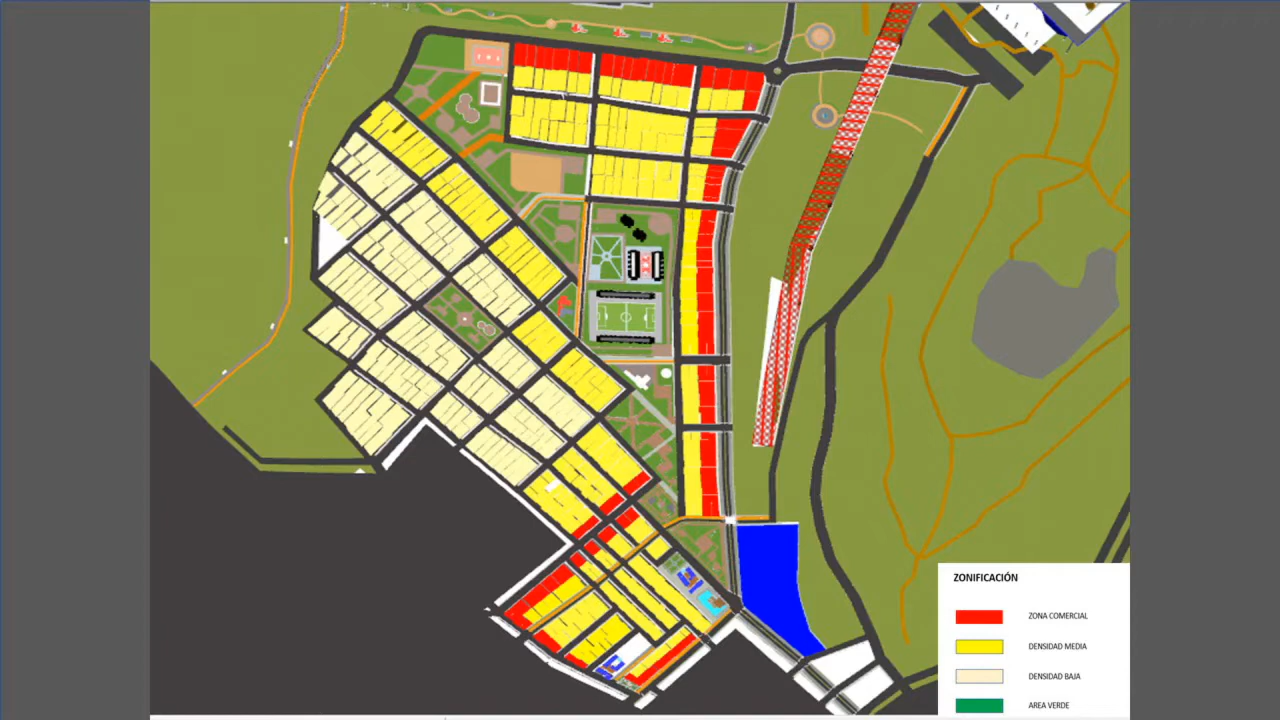 ZONIFICACIÓN
ZONA COMERCIAL
DENSIDAD MEDIA
DENSIDAD BAJA
AREA VERDE